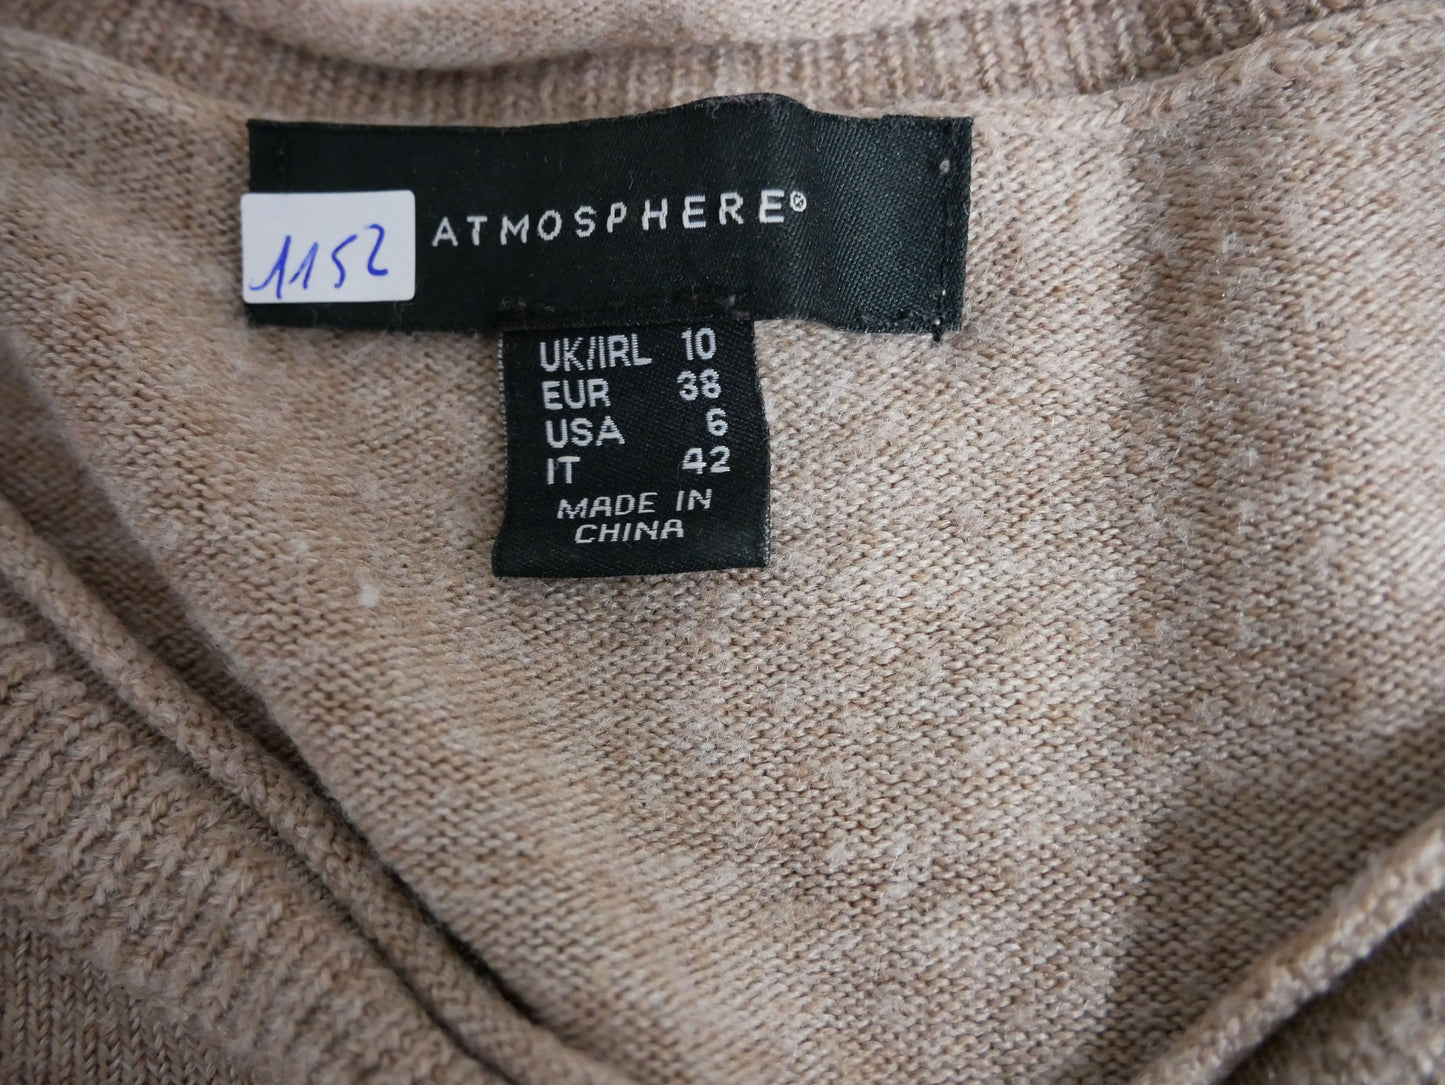 ATMOSPHERE®
1152
UK/IRL 10
EUR 38
USA 6
IT 42
MADE IN
CHINA